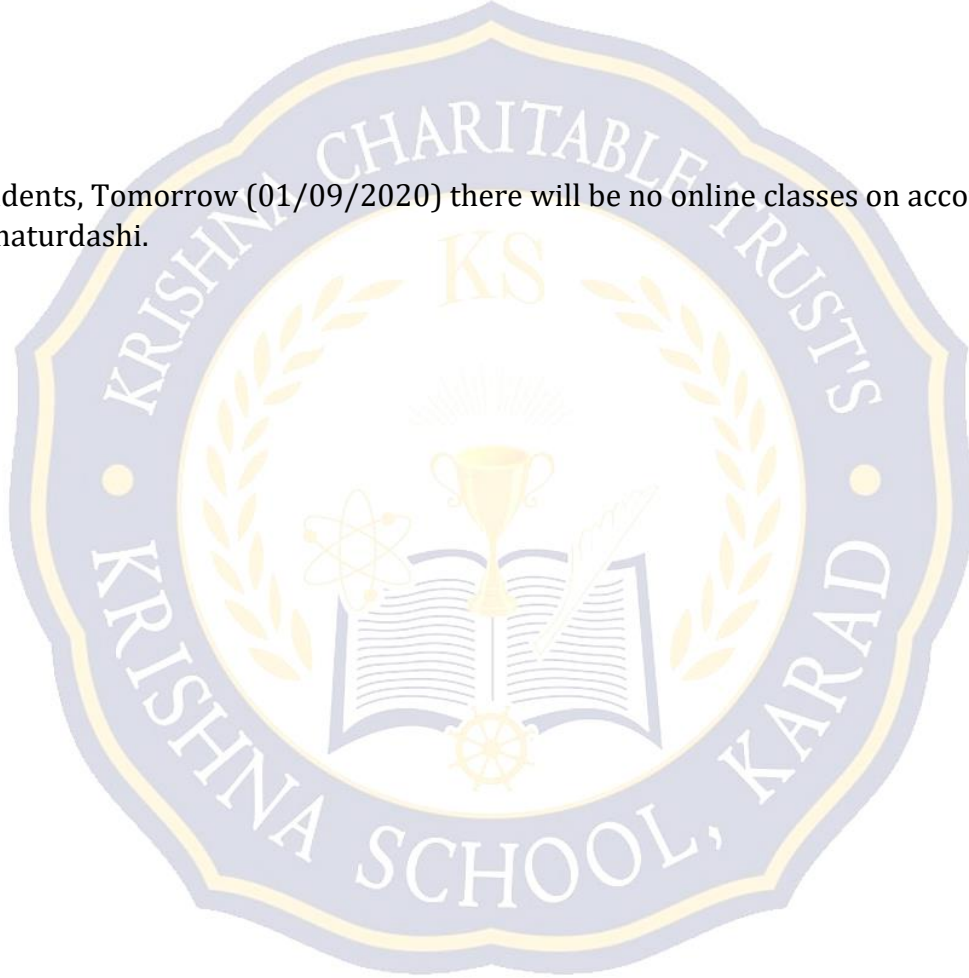 dents, Tomorrow (01/09/2020) there will be no online classes on acco
naturdashi.
KRISHNA CHARITABLE TRUST'S
KS
KRISHNA SCHOOL, KARAD